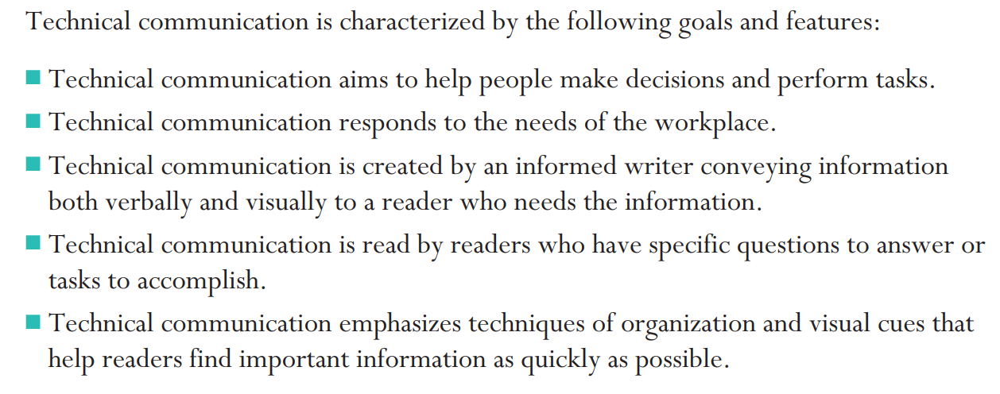 Technical communication is characterized by the following goals and features:
■ Technical communication aims to help people make decisions and perform tasks.
■ Technical communication responds to the needs of the workplace.
■ Technical communication is created by an informed writer conveying information
both verbally and visually to a reader who needs the information.
■ Technical communication is read by readers who have specific questions to answer or
tasks to accomplish.
■ Technical communication emphasizes techniques of organization and visual cues that
help readers find important information as quickly as possible.